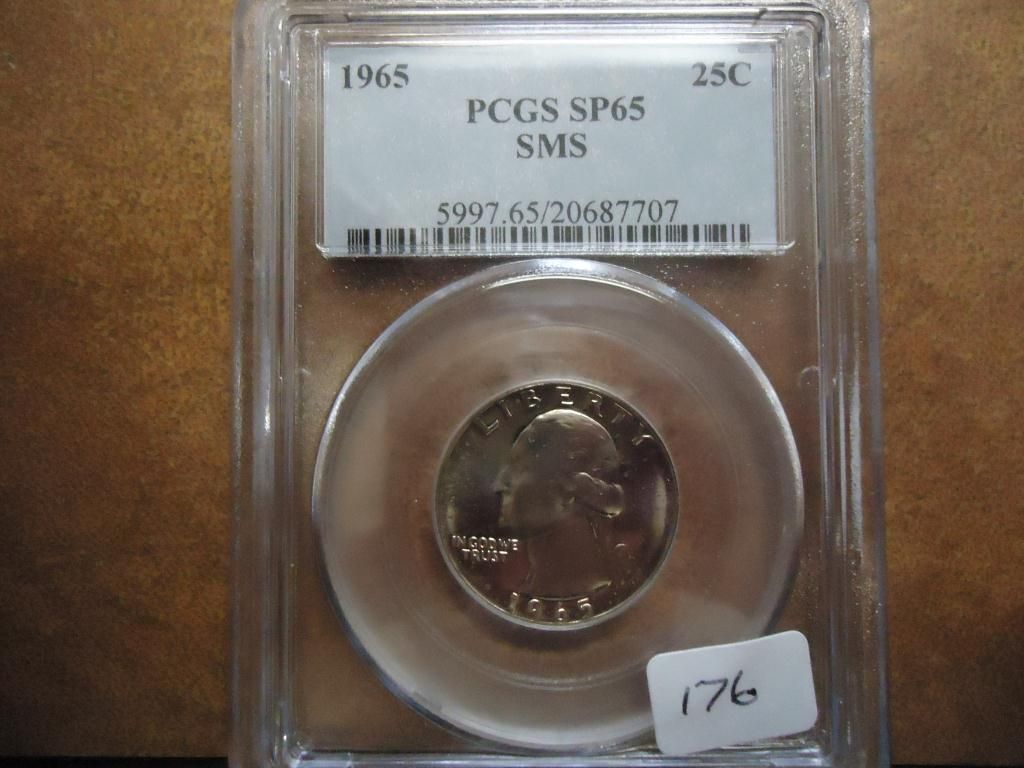 1965 25C
PCGS SP65
SMS
5997.65/20687707
LIBERTY
IN GOD WE
TRUST
1965
176